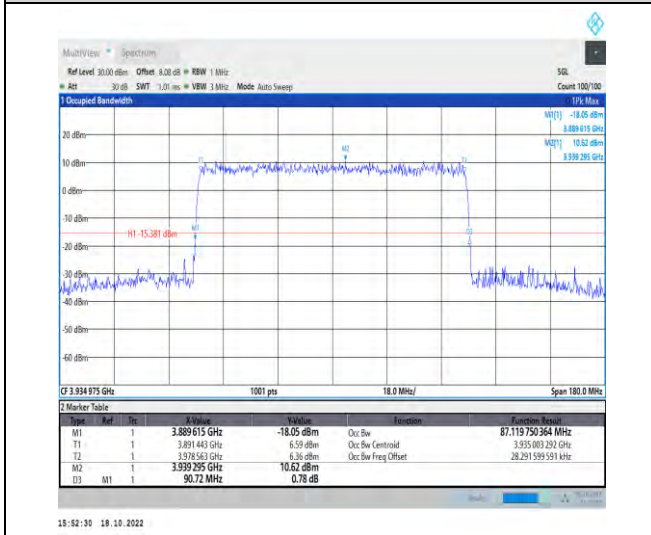 MultiView Spectrum
Ref Level 30.00 dBm Offset 8.08 dB RBW 1 MHz SGL
Att 30 dB SWT 1.01 ms VBW 3 MHz Mode Auto Sweep Count 100/100
1 Occupied Bandwidth 1Pk Max
M1[1] -18.05 dBm
3.889 615 GHz
M2[1] 10.62 dBm
3.939 295 GHz
20 dBm
M2
10 dBm T1 T2
0 dBm
-10 dBm
H1 -15.381 dBm M1 D3
-20 dBm
-30 dBm
-40 dBm
-50 dBm
-60 dBm
CF 3.934 975 GHz 1001 pts 18.0 MHz/ Span 180.0 MHz
2 Marker Table
Type Ref Trc X-Value Y-Value Function Function Result
M1 1 3.889 615 GHz -18.05 dBm Occ Bw 87.119 750 364 MHz
T1 1 3.891 443 GHz 6.59 dBm Occ Bw Centroid 3.935 003 292 GHz
T2 1 3.978 563 GHz 6.36 dBm Occ Bw Freq Offset 28.291 599 591 kHz
M2 1 3.939 295 GHz 10.62 dBm
D3 M1 1 90.72 MHz 0.78 dB
15:52:30 18.10.2022